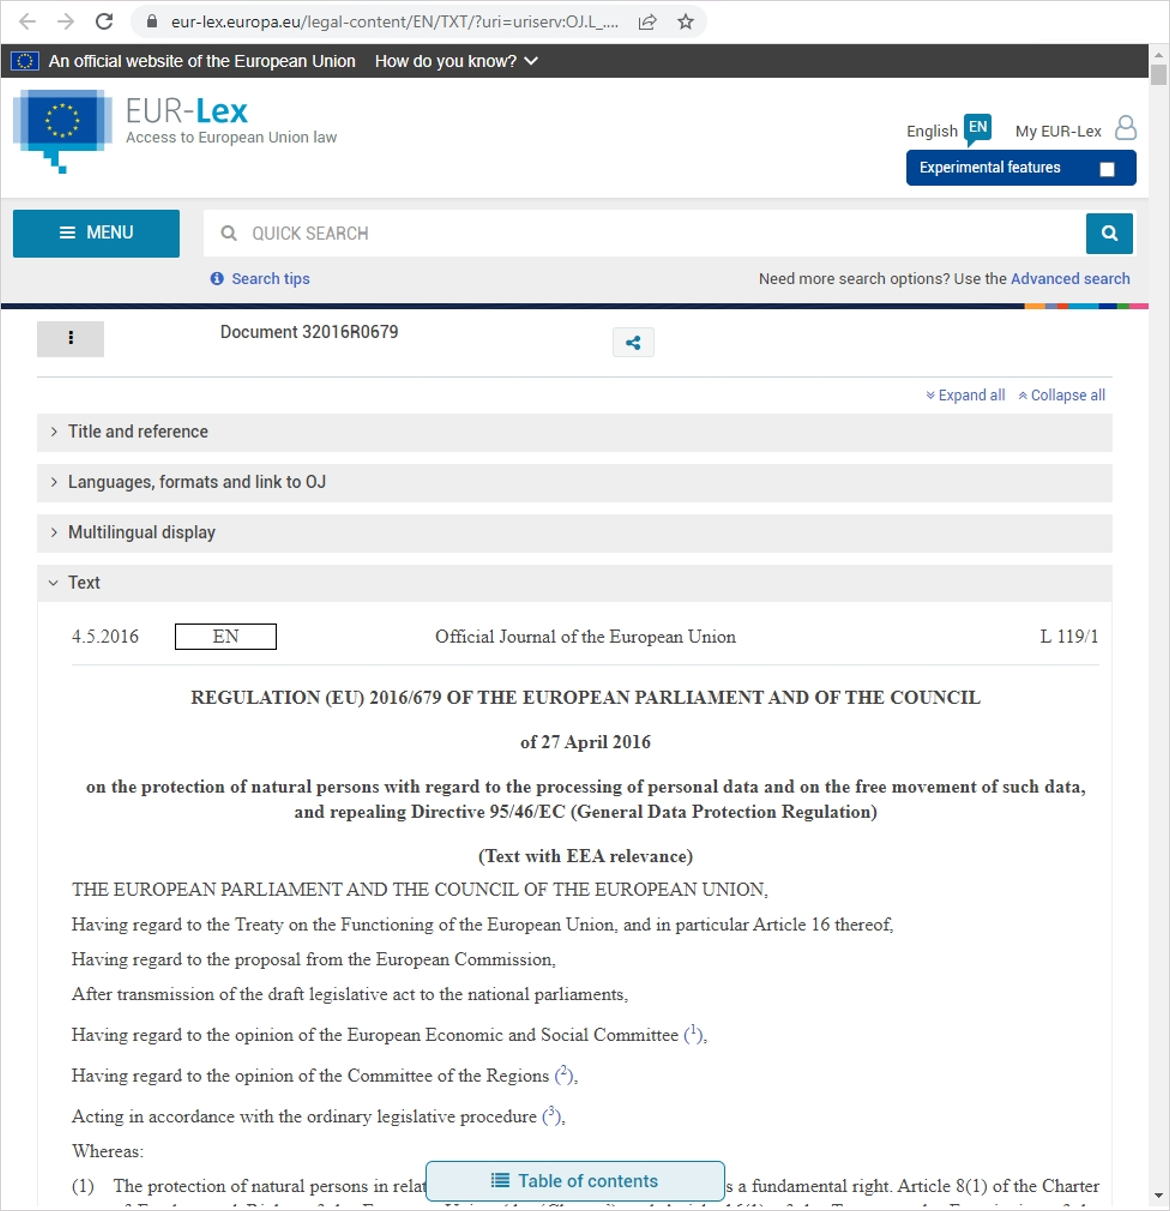 eur-lex.europa.eu/legal-content/EN/TXT/?uri=uriserv:OJ.L_....
An official website of the European Union How do you know?
EUR-Lex
Access to European Union law
English EN My EUR-Lex
Experimental features
MENU QUICK SEARCH
Search tips Need more search options? Use the Advanced search
Document 32016R0679
Expand all Collapse all
Title and reference
Languages, formats and link to OJ
Multilingual display
Text
4.5.2016 EN Official Journal of the European Union L 119/1
REGULATION (EU) 2016/679 OF THE EUROPEAN PARLIAMENT AND OF THE COUNCIL
of 27 April 2016
on the protection of natural persons with regard to the processing of personal data and on the free movement of such data,
and repealing Directive 95/46/EC (General Data Protection Regulation)
(Text with EEA relevance)
THE EUROPEAN PARLIAMENT AND THE COUNCIL OF THE EUROPEAN UNION,
Having regard to the Treaty on the Functioning of the European Union, and in particular Article 16 thereof,
Having regard to the proposal from the European Commission,
After transmission of the draft legislative act to the national parliaments,
Having regard to the opinion of the European Economic and Social Committee (1),
Having regard to the opinion of the Committee of the Regions (2),
Acting in accordance with the ordinary legislative procedure (3),
Whereas:
(1) The protection of natural persons in relat
Table of contents
s a fundamental right. Article 8(1) of the Charter